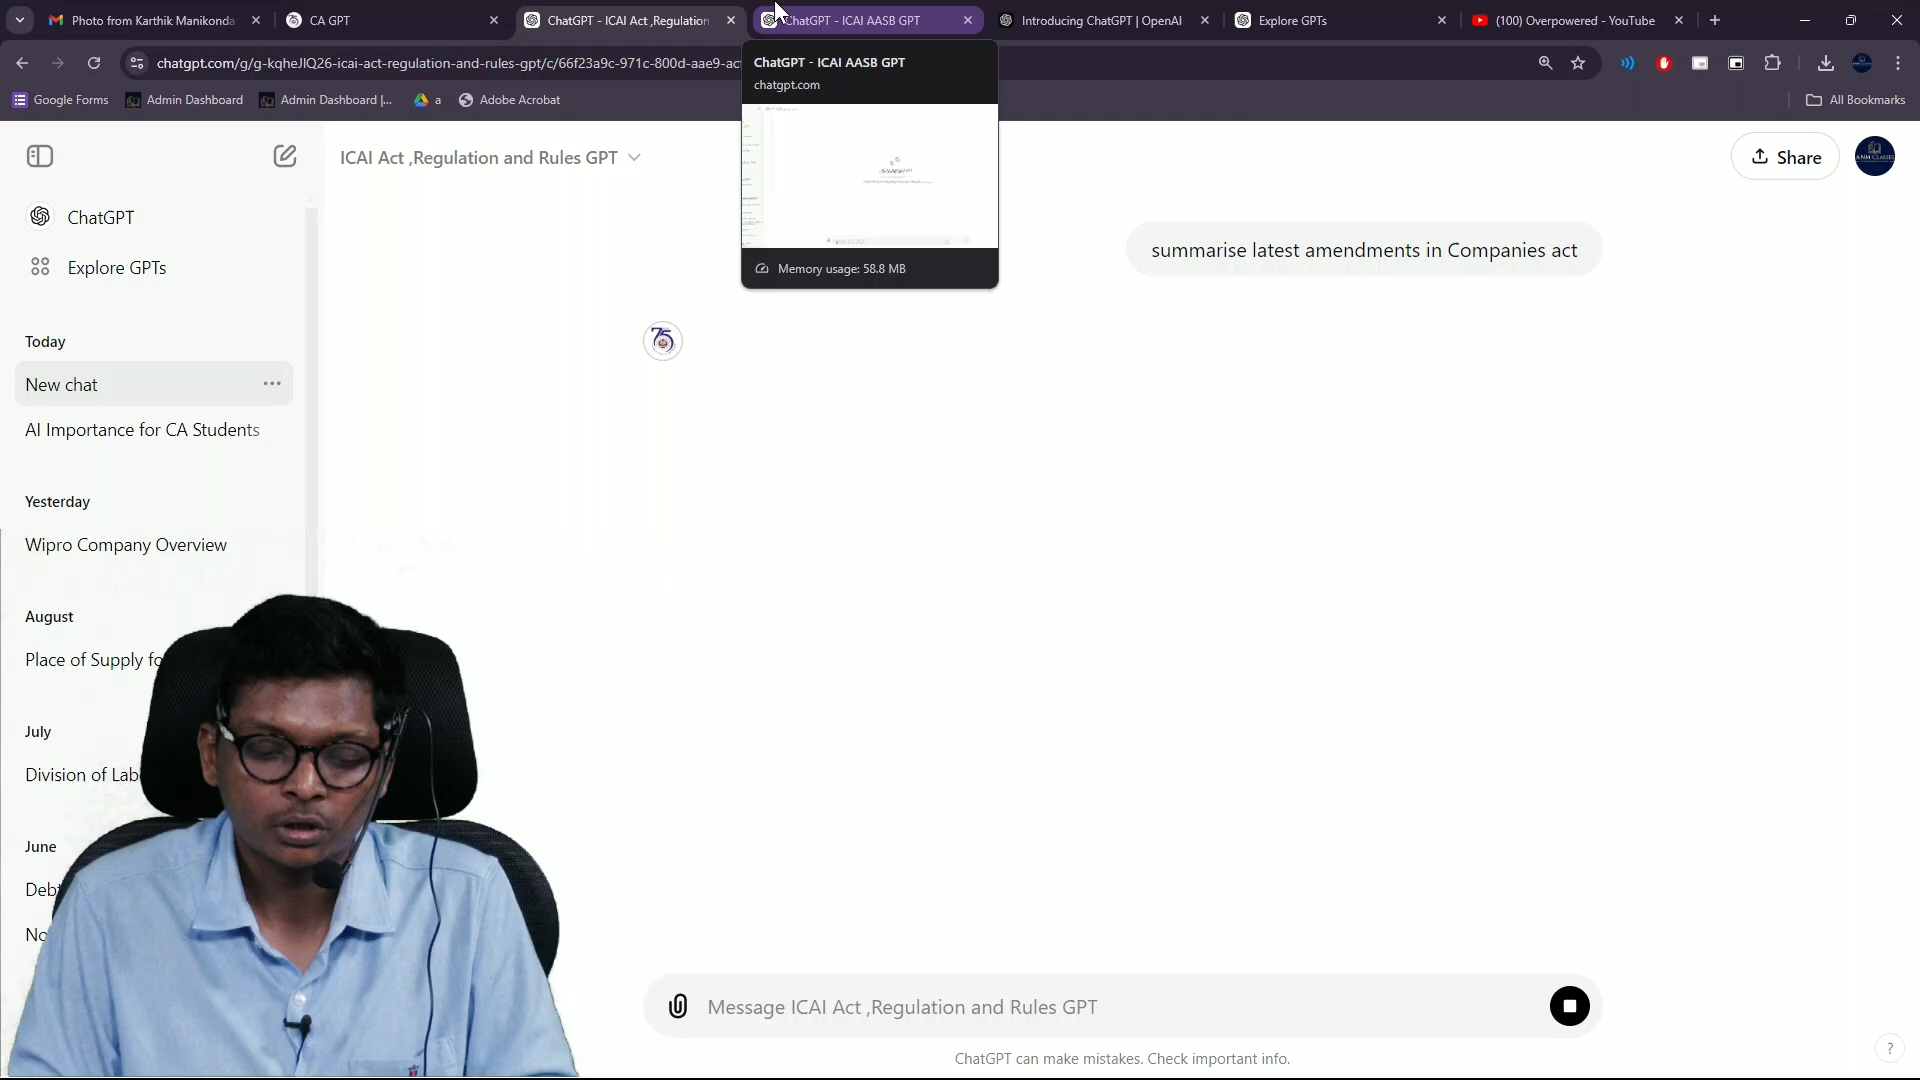 Photo from Karthik Manikonda
CA GPT
ChatGPT - ICAI Act ,Regulation
ChatGPT - ICAI AASB GPT
Introducing ChatGPT | OpenAI
Explore GPTs
(100) Overpowered - YouTube
chatgpt.com/g/g-kqheJlQ26-icai-act-regulation-and-rules-gpt/c/66f23a9c-971c-800d-aae9-ac
Google Forms
Admin Dashboard
Admin Dashboard |...
a
Adobe Acrobat
All Bookmarks
ChatGPT - ICAI AASB GPT
chatgpt.com
Memory usage: 58.8 MB
ICAI Act ,Regulation and Rules GPT
Share
ChatGPT
Explore GPTs
summarise latest amendments in Companies act
75
Today
New chat
AI Importance for CA Students
Yesterday
Wipro Company Overview
August
Place of Supply fo
July
Division of Lab
June
Deb
No
Message ICAI Act ,Regulation and Rules GPT
ChatGPT can make mistakes. Check important info.
?